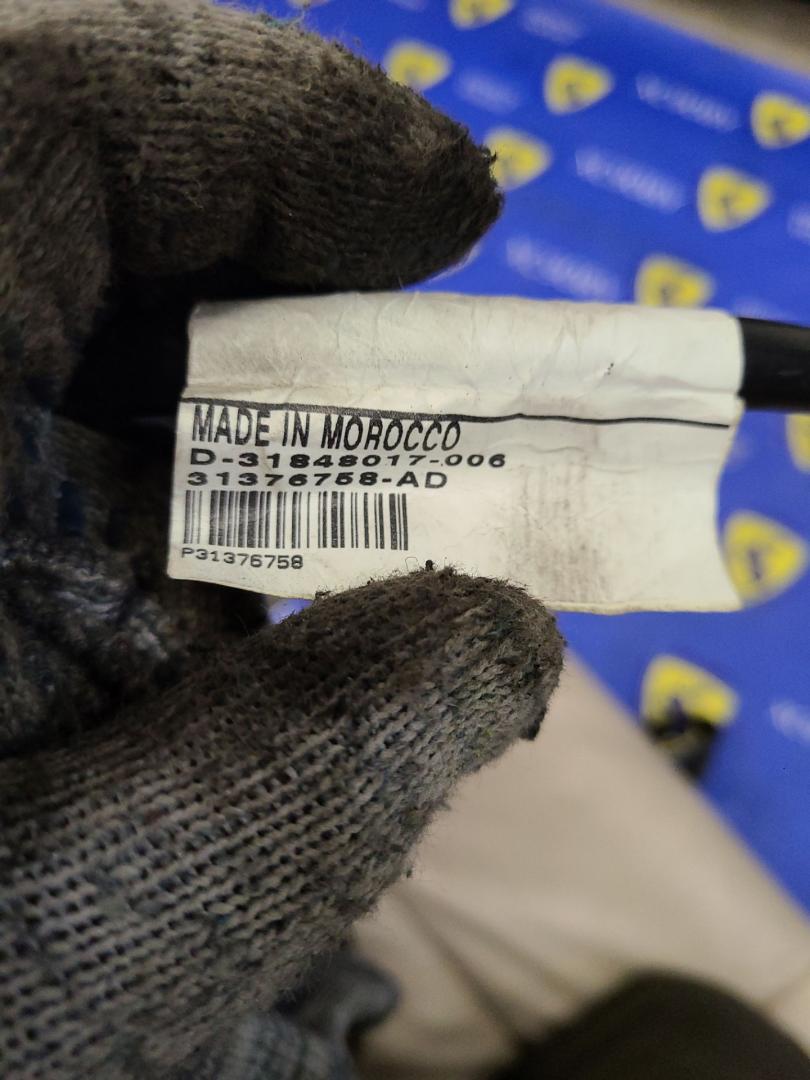 MADE IN MOROCCO
D-31848017-006
31376758-AD
P31376758